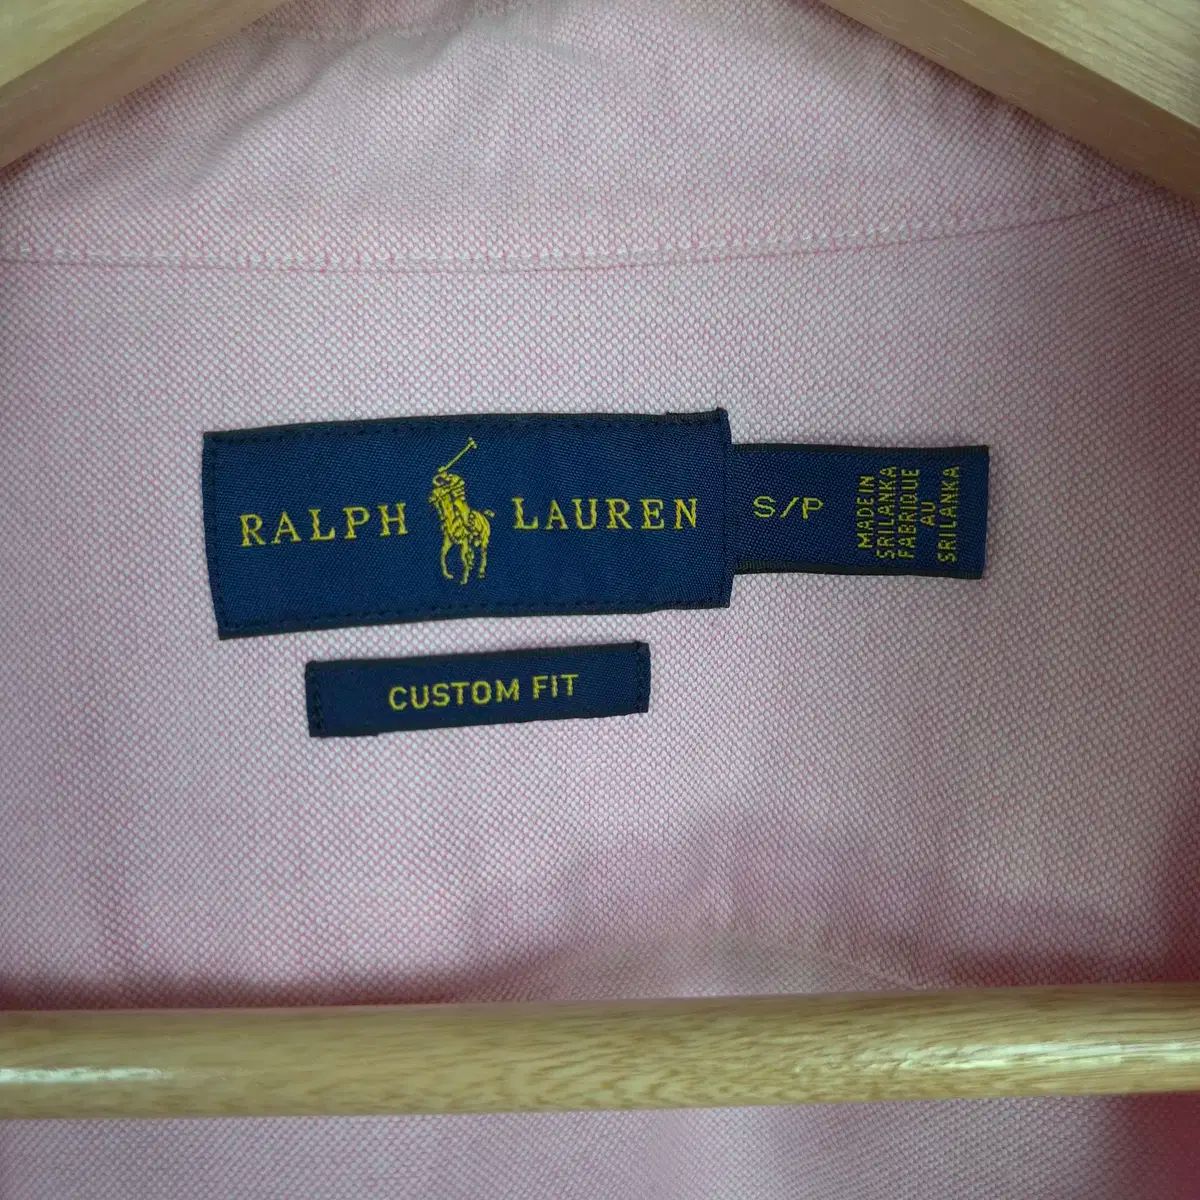 RALPH LAUREN
S/P
MADE IN
SRI LANKA
FABRIQUE
AU
SRI LANKA
CUSTOM FIT